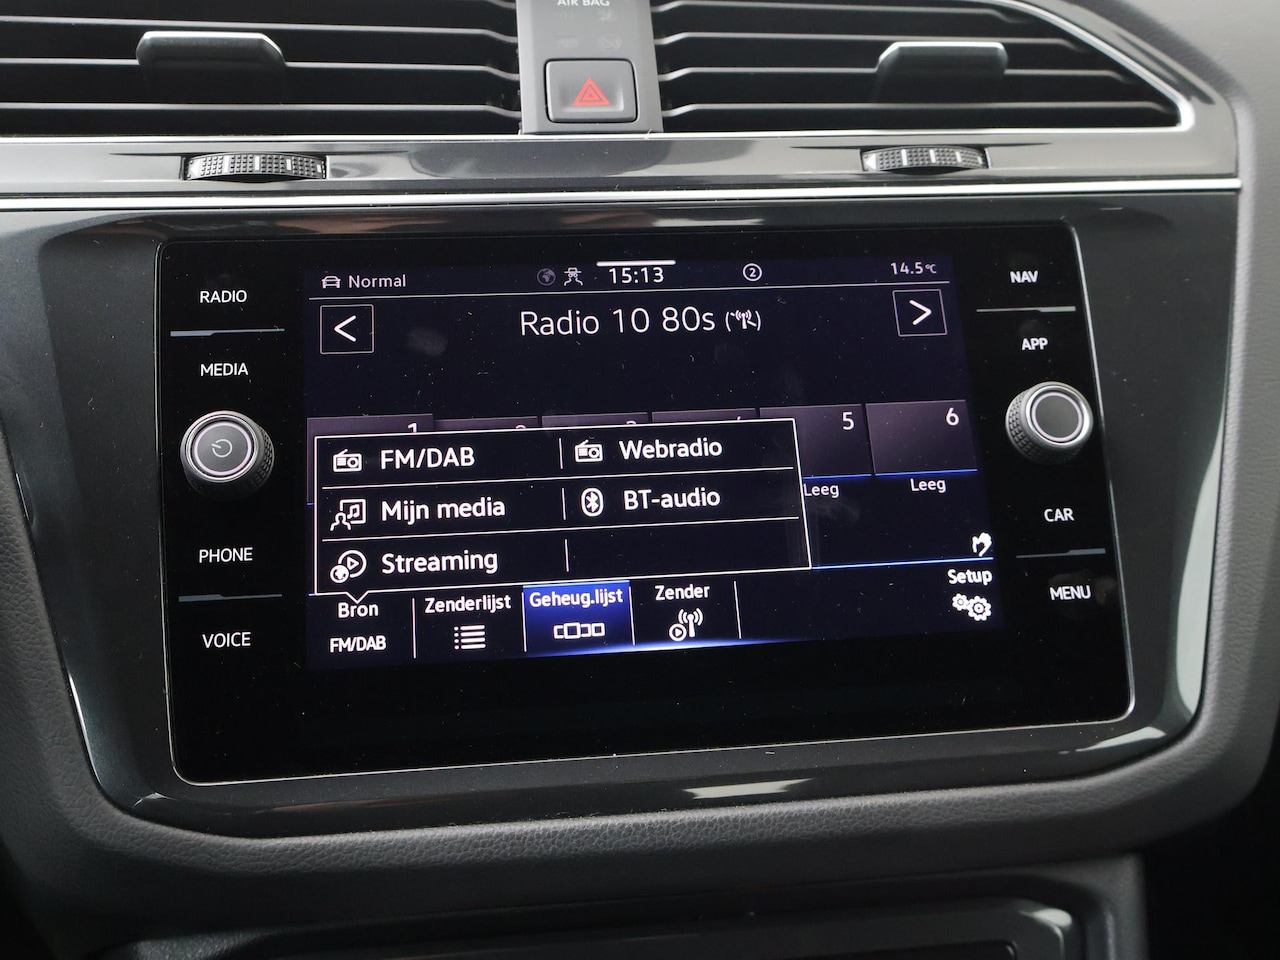 AIR BAG
RADIO
MEDIA
PHONE
VOICE
Normal
15:13
2
14.5°C
< Radio 10 80s >
1
5
6
Leeg
Leeg
FM/DAB
Webradio
Mijn media
BT-audio
Streaming
Bron
FM/DAB
Zenderlijst
Geheug.lijst
Zender
Setup
NAV
APP
CAR
MENU